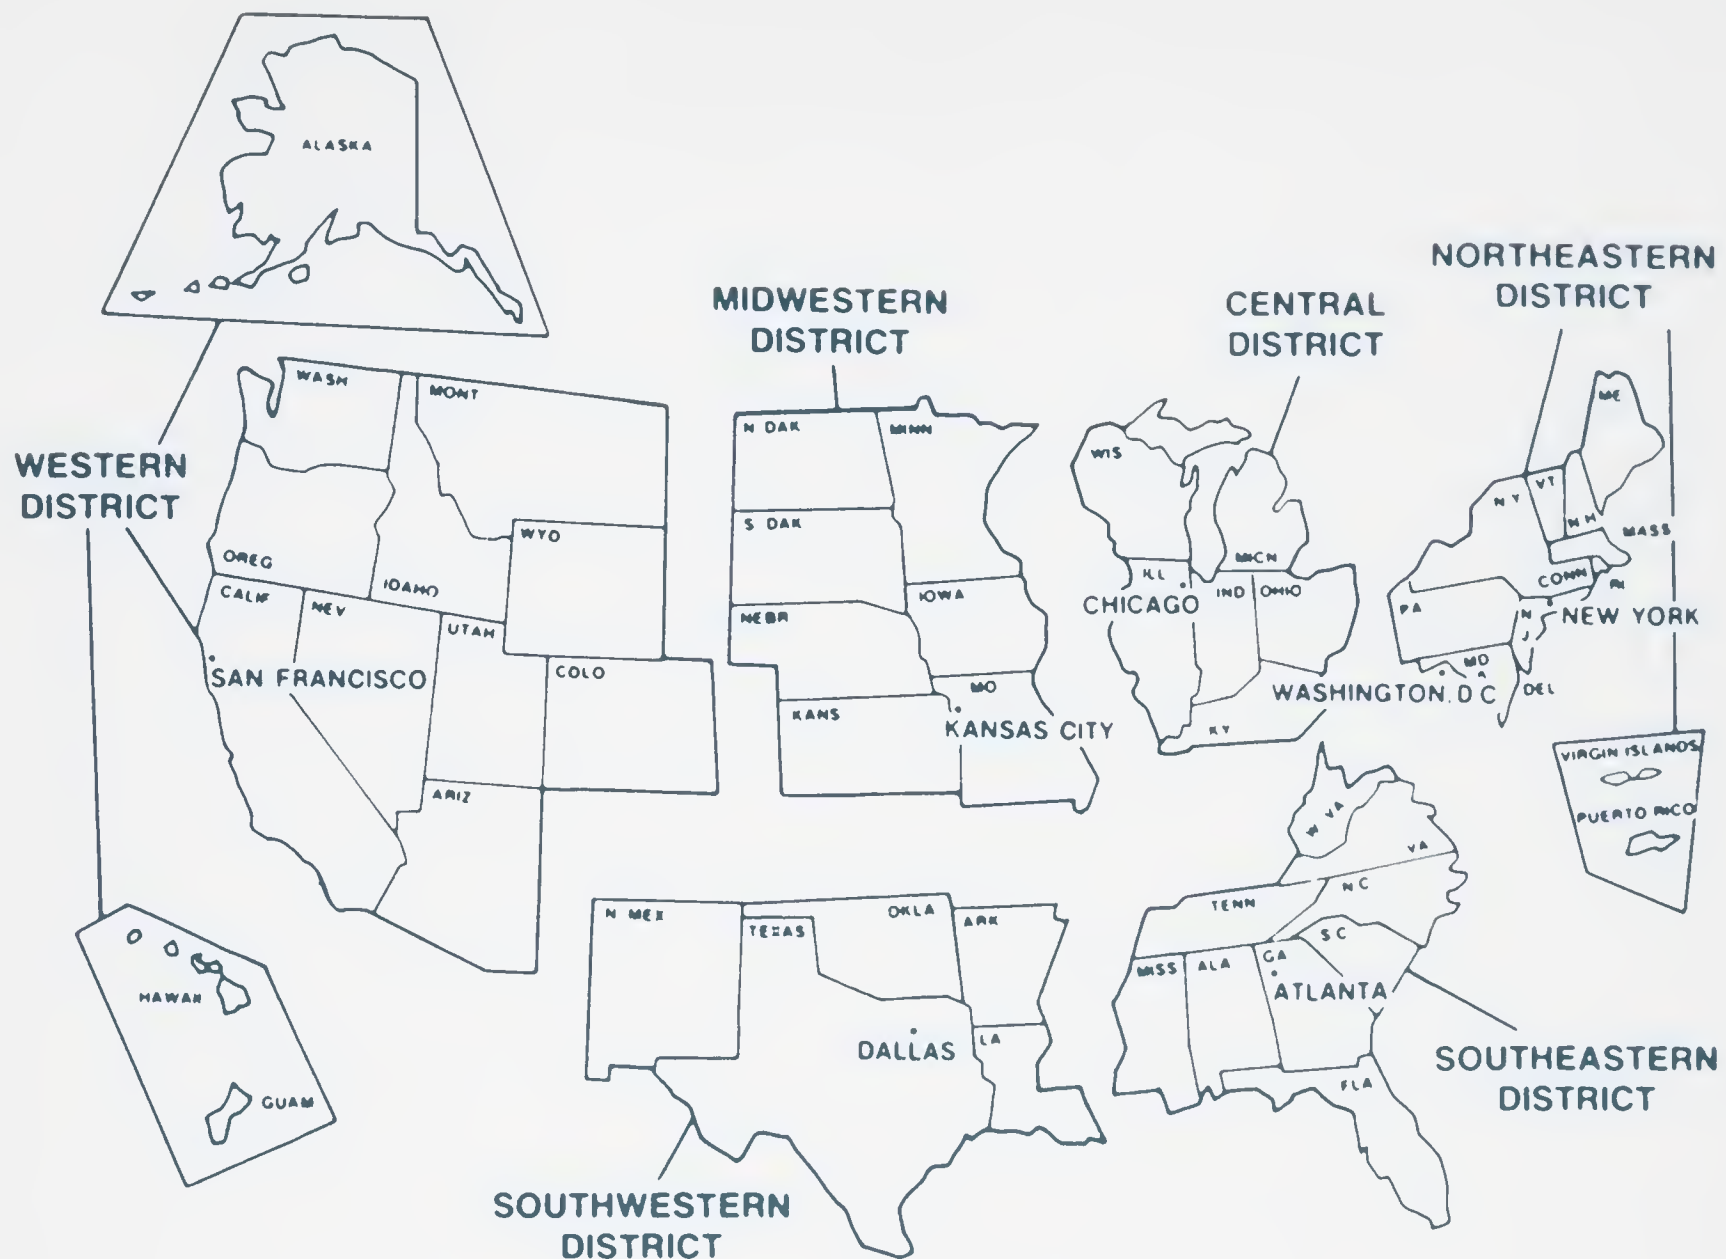 ALASKA
NORTHEASTERN
DISTRICT
MIDWESTERN
DISTRICT
CENTRAL
DISTRICT
WESTERN
DISTRICT
WASH
MONT
OREG
IDAHO
WYO
CALIF
NEV
UTAH
COLO
SAN FRANCISCO
ARIZ
HAWAII
GUAM
N DAK
MINN
S DAK
NEBR
IOWA
KANS
MO
KANSAS CITY
WIS
MICH
ILL
IND
OHIO
CHICAGO
KY
ME
N Y
VT
N H
MASS
CONN
RI
PA
N
J
NEW YORK
MD
DEL
WASHINGTON, D C
VIRGIN ISLANDS
PUERTO RICO
N MEX
TEXAS
OKLA
ARK
LA
DALLAS
SOUTHWESTERN
DISTRICT
W VA
VA
N C
TENN
S C
MISS
ALA
GA
ATLANTA
FLA
SOUTHEASTERN
DISTRICT